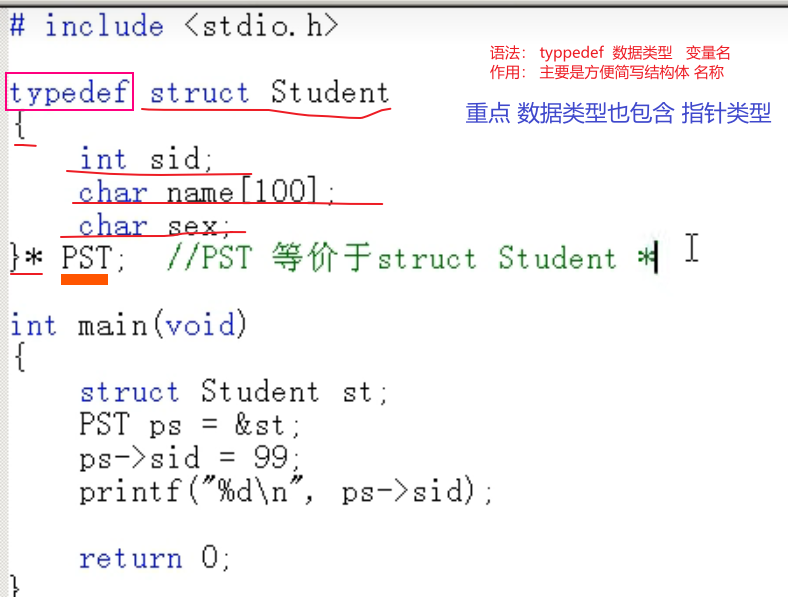 # include <stdio.h>
语法： typpedef 数据类型 变量名
作用： 主要是方便简写结构体 名称
typedef struct Student
重点 数据类型也包含 指针类型
{
int sid;
char name[100];
char sex;
}* PST; //PST 等价于struct Student *
int main(void)
{
struct Student st;
PST ps = &st;
ps->sid = 99;
printf("%d\n", ps->sid);
return 0;
}